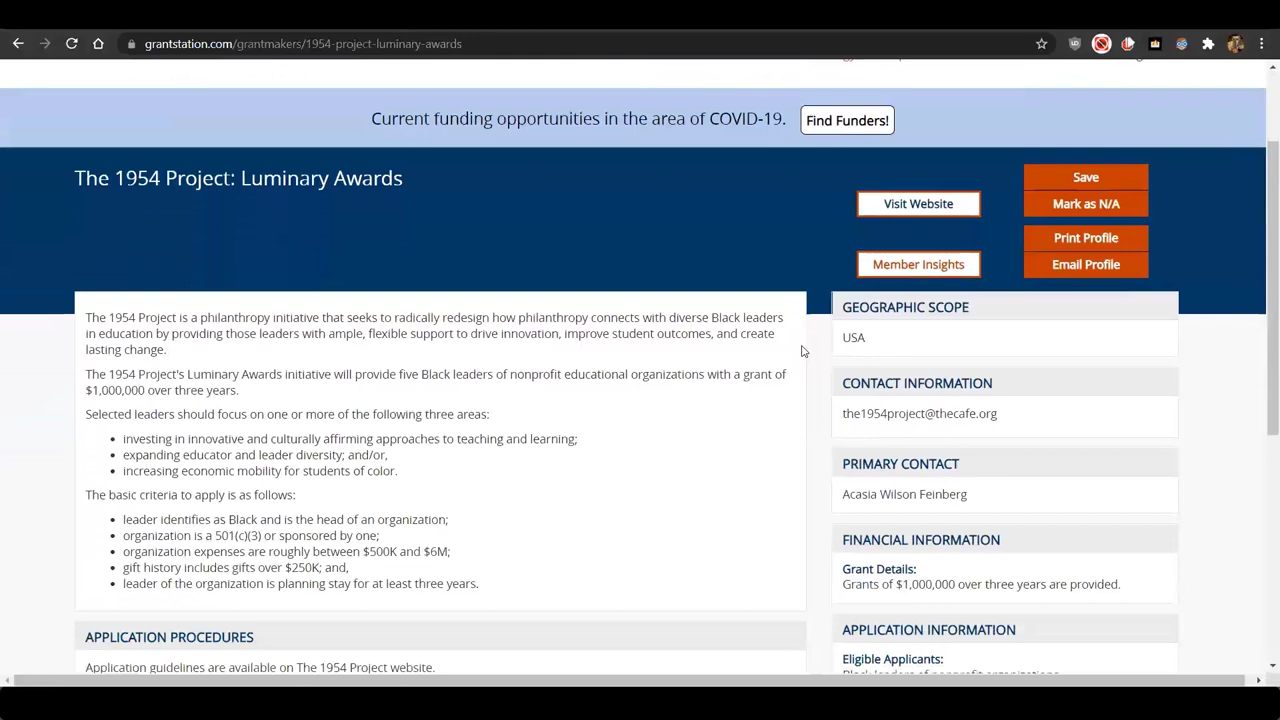 grantstation.com/grantmakers/1954-project-luminary-awards
Current funding opportunities in the area of COVID-19. Find Funders!
The 1954 Project: Luminary Awards
Save
Visit Website
Mark as N/A
Print Profile
Member Insights
Email Profile
The 1954 Project is a philanthropy initiative that seeks to radically redesign how philanthropy connects with diverse Black leaders
in education by providing those leaders with ample, flexible support to drive innovation, improve student outcomes, and create
lasting change.
The 1954 Project's Luminary Awards initiative will provide five Black leaders of nonprofit educational organizations with a grant of
$1,000,000 over three years.
Selected leaders should focus on one or more of the following three areas:
• investing in innovative and culturally affirming approaches to teaching and learning;
• expanding educator and leader diversity; and/or,
• increasing economic mobility for students of color.
The basic criteria to apply is as follows:
• leader identifies as Black and is the head of an organization;
• organization is a 501(c)(3) or sponsored by one;
• organization expenses are roughly between $500K and $6M;
• gift history includes gifts over $250K; and,
• leader of the organization is planning stay for at least three years.
APPLICATION PROCEDURES
Application guidelines are available on The 1954 Project website.
GEOGRAPHIC SCOPE
USA
CONTACT INFORMATION
the1954project@thecafe.org
PRIMARY CONTACT
Acasia Wilson Feinberg
FINANCIAL INFORMATION
Grant Details:
Grants of $1,000,000 over three years are provided.
APPLICATION INFORMATION
Eligible Applicants:
Black leaders of nonprofit organizations